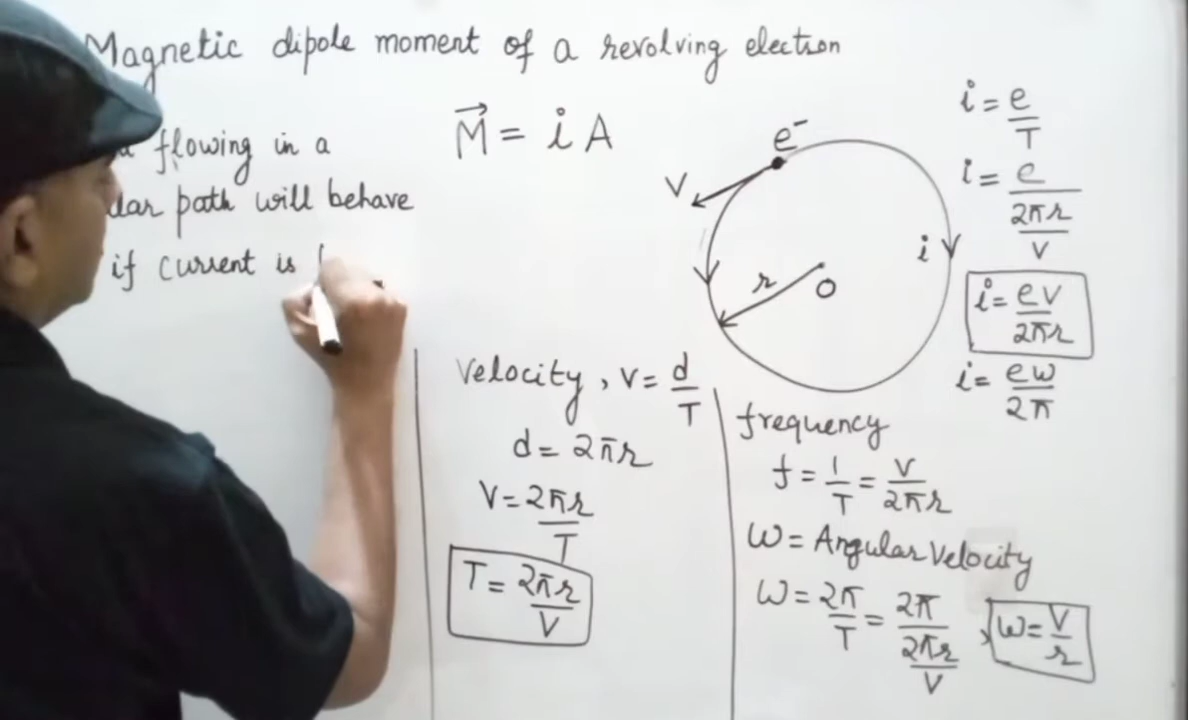 Magnetic dipole moment of a revolving electron
flowing in a
path will behave
if current is
M⃗ = i A
e⁻
V
r
O
i
i = e/T
i = e/(2πr/V)
i = eV/2πr
i = eω/2π
Velocity, V = d/T
d = 2πr
V = 2πr/T
T = 2πr/V
frequency
f = 1/T = V/2πr
ω = Angular Velocity
ω = 2π/T = 2π/(2πr/V) , ω = V/r